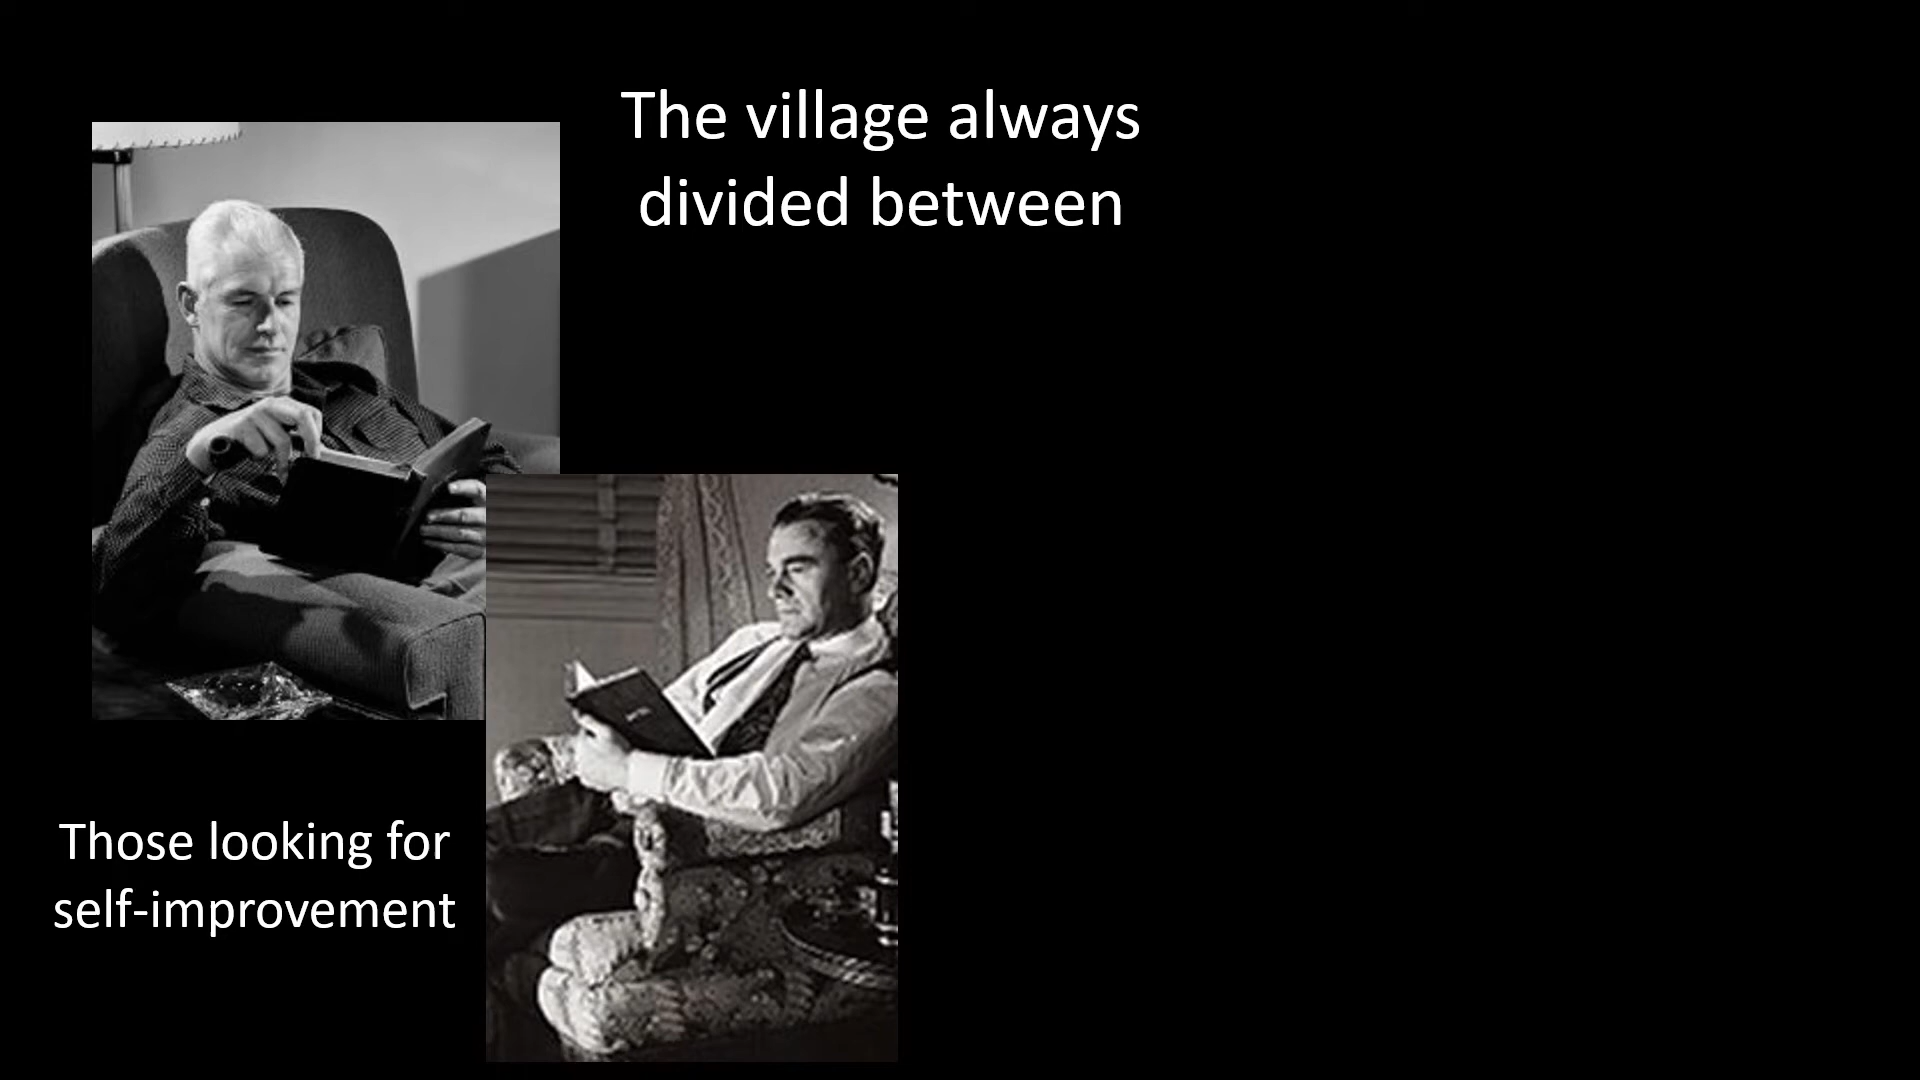 The village always
divided between
Those looking for
self-improvement